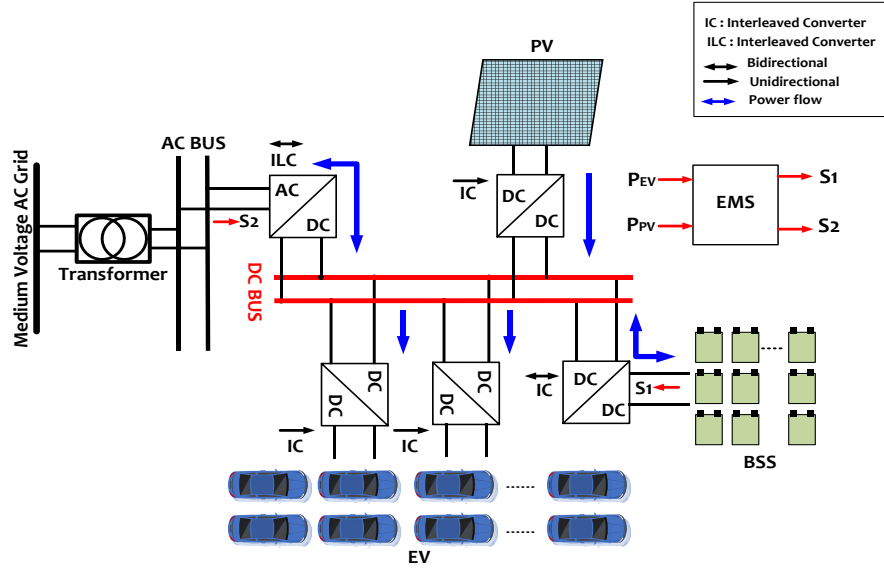 IC : Interleaved Converter
ILC : Interleaved Converter
Bidirectional
Unidirectional
Power flow
PV
AC BUS
ILC
AC
DC
S2
IC
DC
DC
PEV
PPV
EMS
S1
S2
Medium Voltage AC Grid
Transformer
DC BUS
DC
DC
IC
DC
DC
IC
IC
DC
DC
S1
BSS
EV